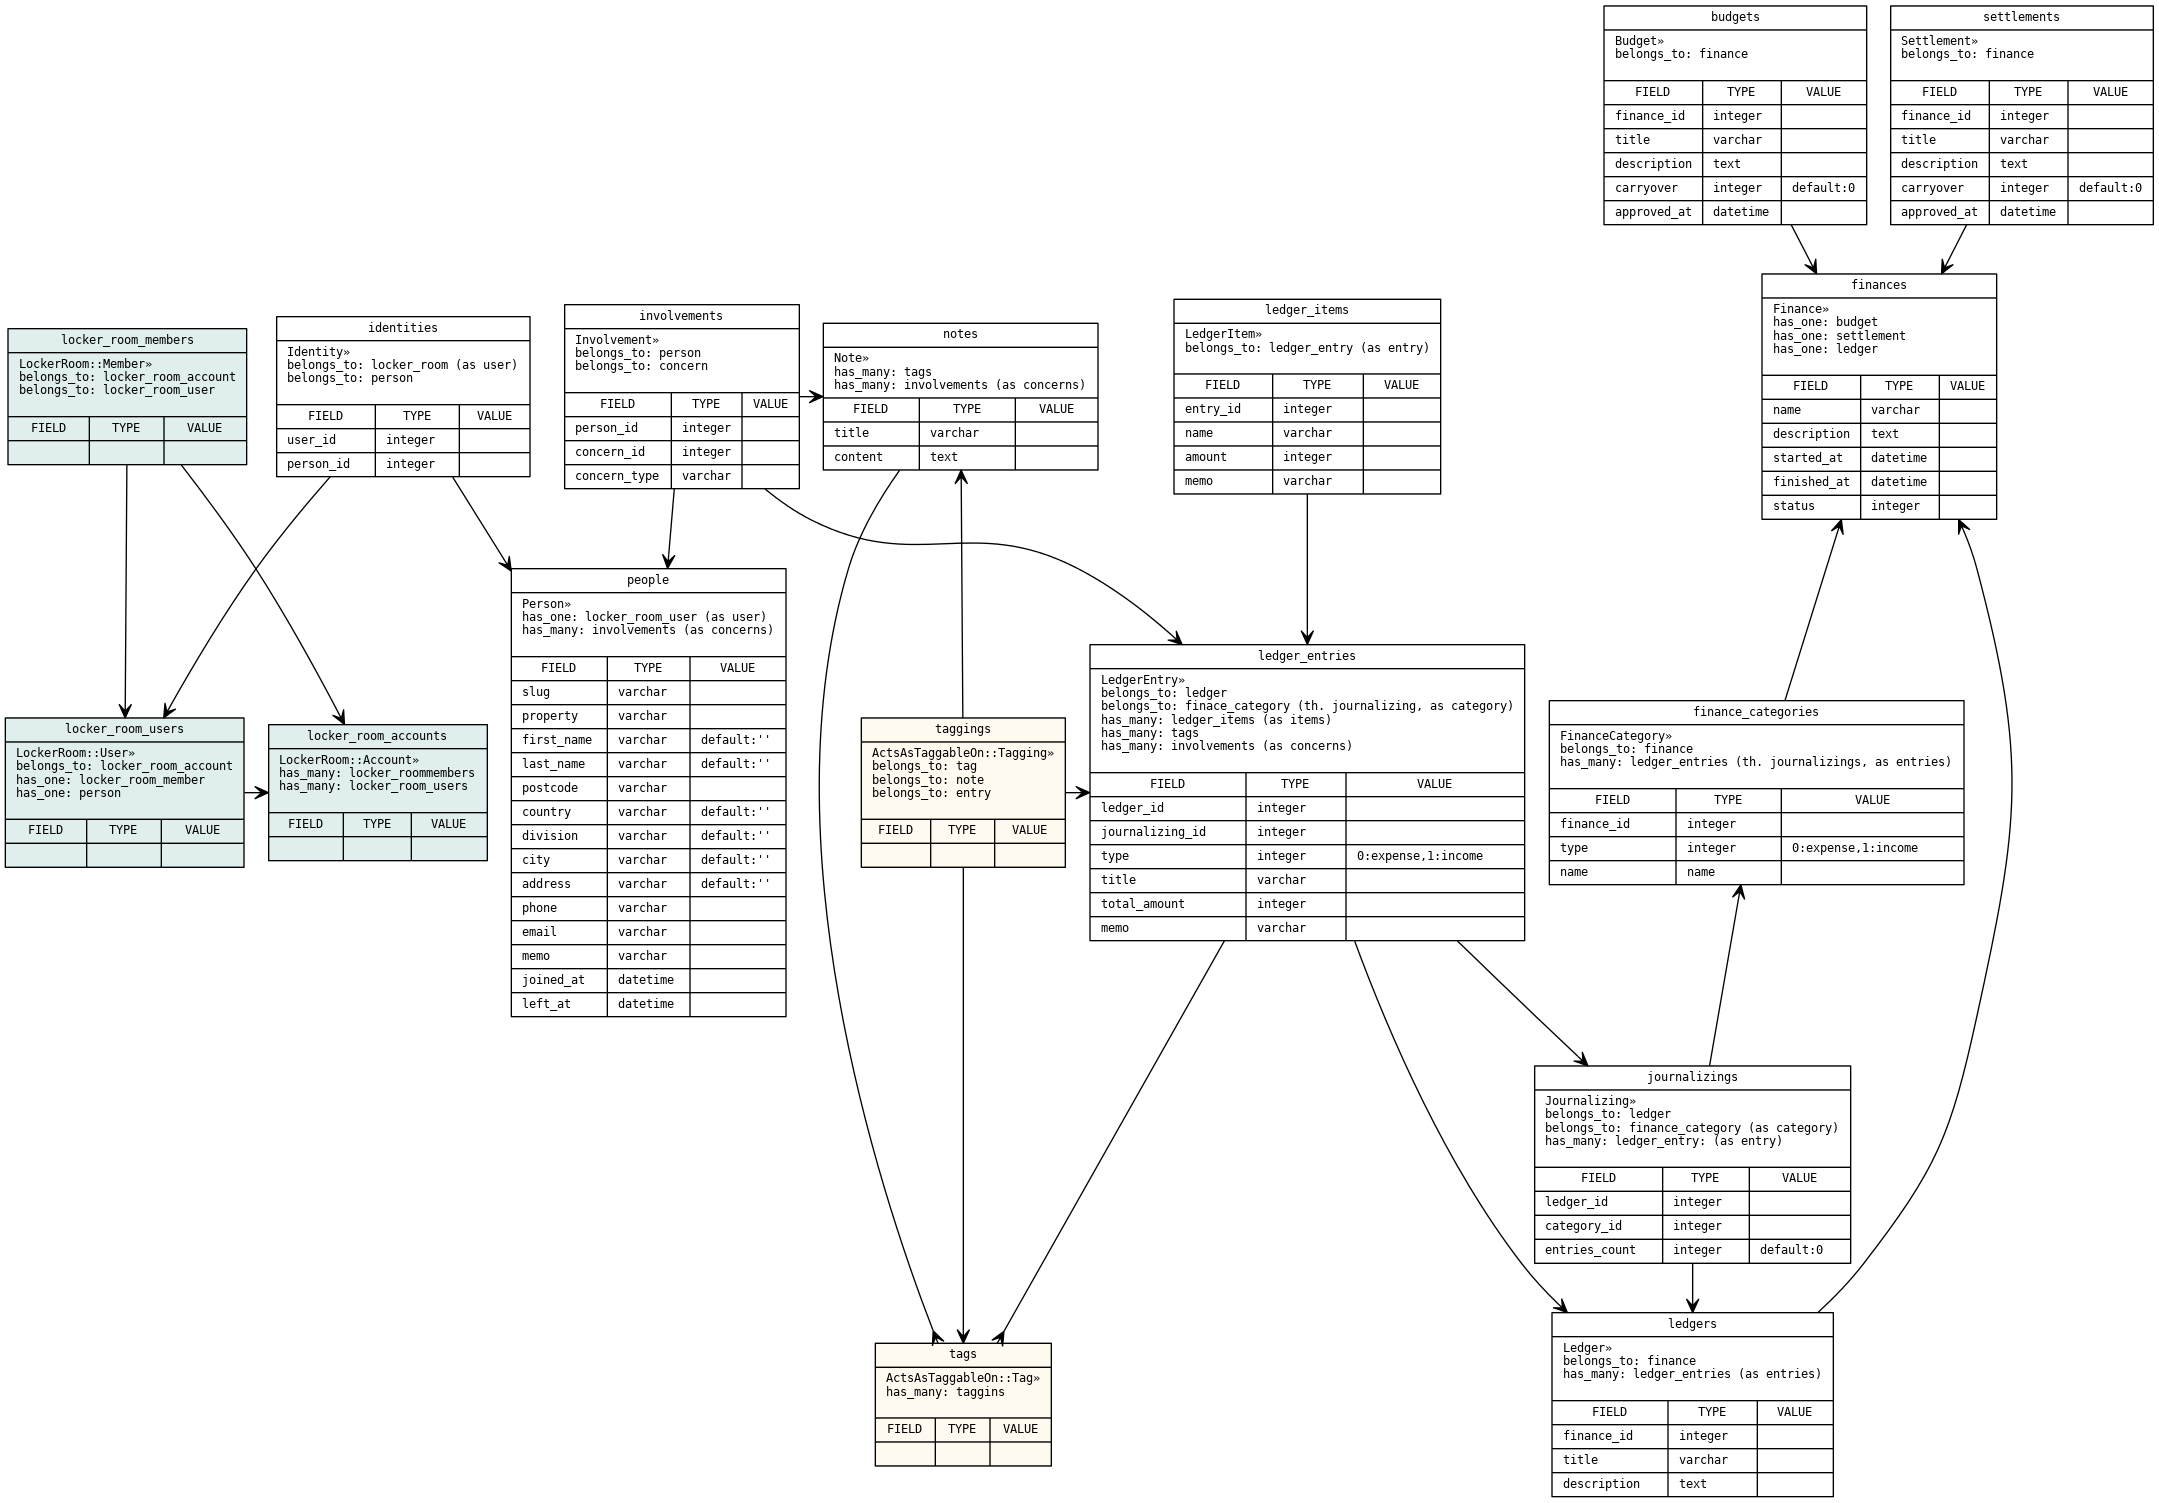 budgets
Budget»
belongs_to: finance
FIELD TYPE VALUE
finance_id integer
title varchar
description text
carryover integer default:0
approved_at datetime
settlements
Settlement»
belongs_to: finance
FIELD TYPE VALUE
finance_id integer
title varchar
description text
carryover integer default:0
approved_at datetime
finances
Finance»
has_one: budget
has_one: settlement
has_one: ledger
FIELD TYPE VALUE
name varchar
description text
started_at datetime
finished_at datetime
status integer
locker_room_members
LockerRoom::Member»
belongs_to: locker_room_account
belongs_to: locker_room_user
FIELD TYPE VALUE
identities
Identity»
belongs_to: locker_room (as user)
belongs_to: person
FIELD TYPE VALUE
user_id integer
person_id integer
involvements
Involvement»
belongs_to: person
belongs_to: concern
FIELD TYPE VALUE
person_id integer
concern_id integer
concern_type varchar
notes
Note»
has_many: tags
has_many: involvements (as concerns)
FIELD TYPE VALUE
title varchar
content text
ledger_items
LedgerItem»
belongs_to: ledger_entry (as entry)
FIELD TYPE VALUE
entry_id integer
name varchar
amount integer
memo varchar
people
Person»
has_one: locker_room_user (as user)
has_many: involvements (as concerns)
FIELD TYPE VALUE
slug varchar
property varchar
first_name varchar default:''
last_name varchar default:''
postcode varchar
country varchar default:''
division varchar default:''
city varchar default:''
address varchar default:''
phone varchar
email varchar
memo varchar
joined_at datetime
left_at datetime
locker_room_users
LockerRoom::User»
belongs_to: locker_room_account
has_one: locker_room_member
has_one: person
FIELD TYPE VALUE
locker_room_accounts
LockerRoom::Account»
has_many: locker_roommembers
has_many: locker_room_users
FIELD TYPE VALUE
taggings
ActsAsTaggableOn::Tagging»
belongs_to: tag
belongs_to: note
belongs_to: entry
FIELD TYPE VALUE
ledger_entries
LedgerEntry»
belongs_to: ledger
belongs_to: finace_category (th. journalizing, as category)
has_many: ledger_items (as items)
has_many: tags
has_many: involvements (as concerns)
FIELD TYPE VALUE
ledger_id integer
journalizing_id integer
type integer 0:expense,1:income
title varchar
total_amount integer
memo varchar
finance_categories
FinanceCategory»
belongs_to: finance
has_many: ledger_entries (th. journalizings, as entries)
FIELD TYPE VALUE
finance_id integer
type integer 0:expense,1:income
name name
journalizings
Journalizing»
belongs_to: ledger
belongs_to: finance_category (as category)
has_many: ledger_entry: (as entry)
FIELD TYPE VALUE
ledger_id integer
category_id integer
entries_count integer default:0
tags
ActsAsTaggableOn::Tag»
has_many: taggins
FIELD TYPE VALUE
ledgers
Ledger»
belongs_to: finance
has_many: ledger_entries (as entries)
FIELD TYPE VALUE
finance_id integer
title varchar
description text